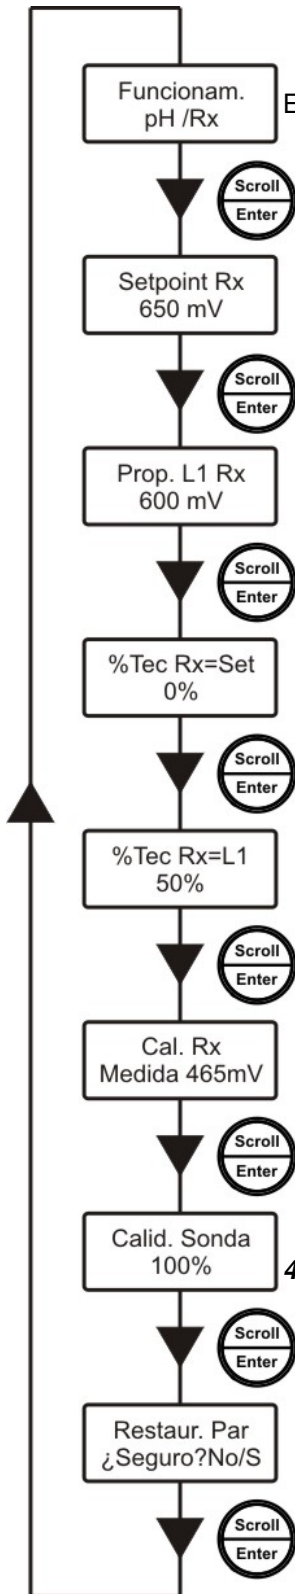 Funcionam.
pH /Rx
E
Scroll
Enter
Setpoint Rx
650 mV
Scroll
Enter
Prop. L1 Rx
600 mV
Scroll
Enter
%Tec Rx=Set
0%
Scroll
Enter
%Tec Rx=L1
50%
Scroll
Enter
Cal. Rx
Medida 465mV
Scroll
Enter
Calid. Sonda
100%
4
Scroll
Enter
Restaur. Par
¿Seguro?No/S
Scroll
Enter